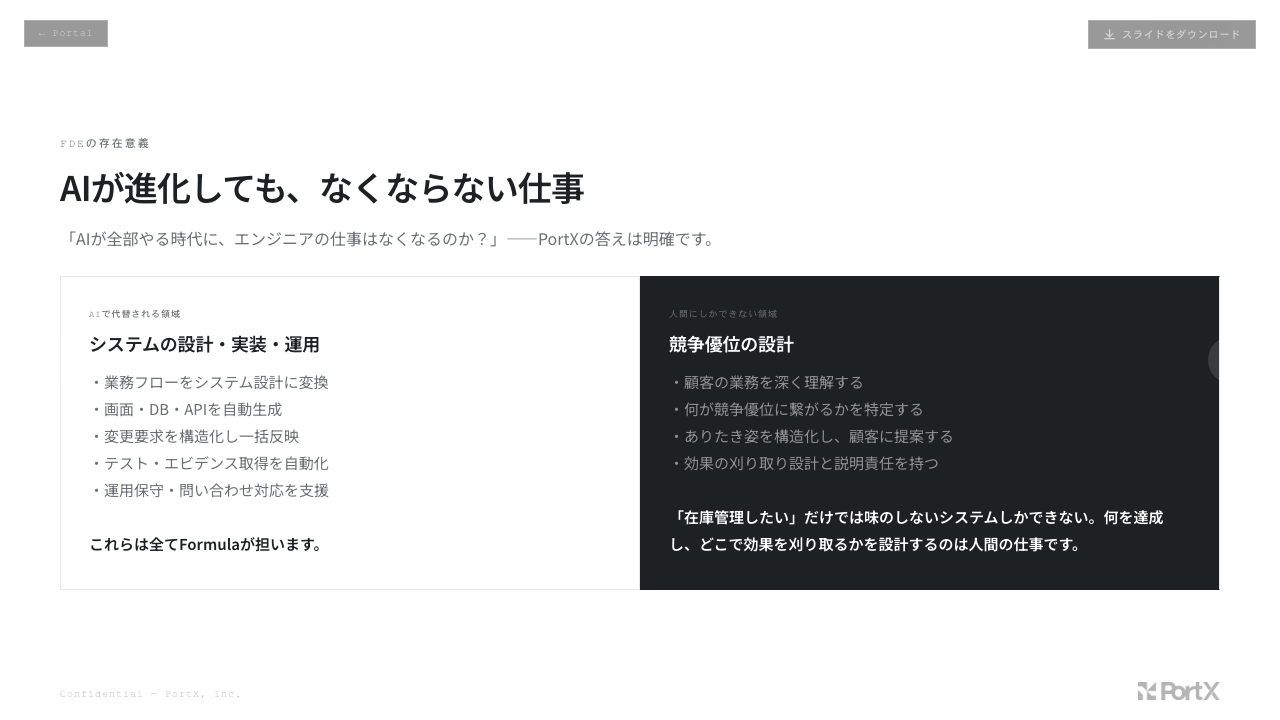 ← Portal
スライドをダウンロード
FDEの存在意義
AIが進化しても、なくならない仕事
「AIが全部やる時代に、エンジニアの仕事はなくなるのか？」——PortXの答えは明確です。
AIで代替される領域
システムの設計・実装・運用
・業務フローをシステム設計に変換
・画面・DB・APIを自動生成
・変更要求を構造化し一括反映
・テスト・エビデンス取得を自動化
・運用保守・問い合わせ対応を支援
これらは全てFormulaが担います。
人間にしかできない領域
競争優位の設計
・顧客の業務を深く理解する
・何が競争優位に繋がるかを特定する
・ありたき姿を構造化し、顧客に提案する
・効果の刈り取り設計と説明責任を持つ
「在庫管理したい」だけでは味のしないシステムしかできない。何を達成
し、どこで効果を刈り取るかを設計するのは人間の仕事です。
Confidential — PortX, Inc.
PortX